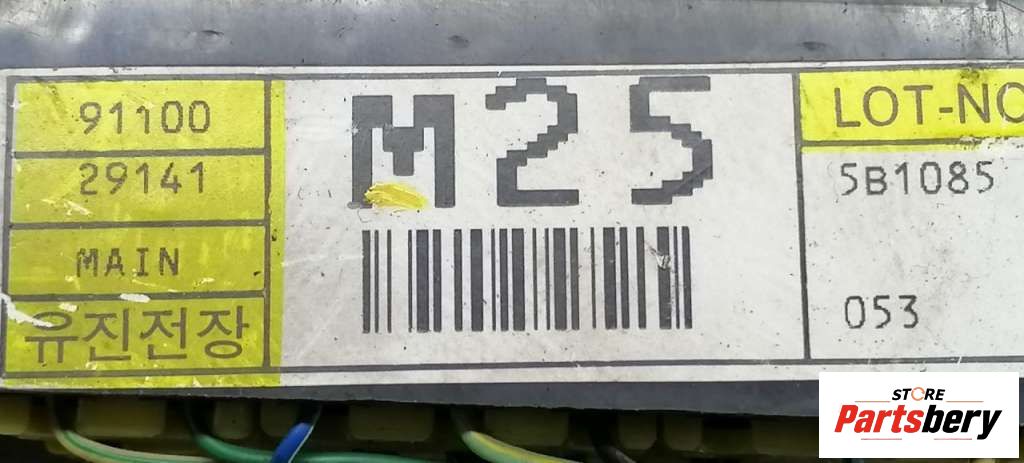 91100
29141
MAIN
유진전장
M25
LOT-NO
5B1085
053
STORE
Partsbery